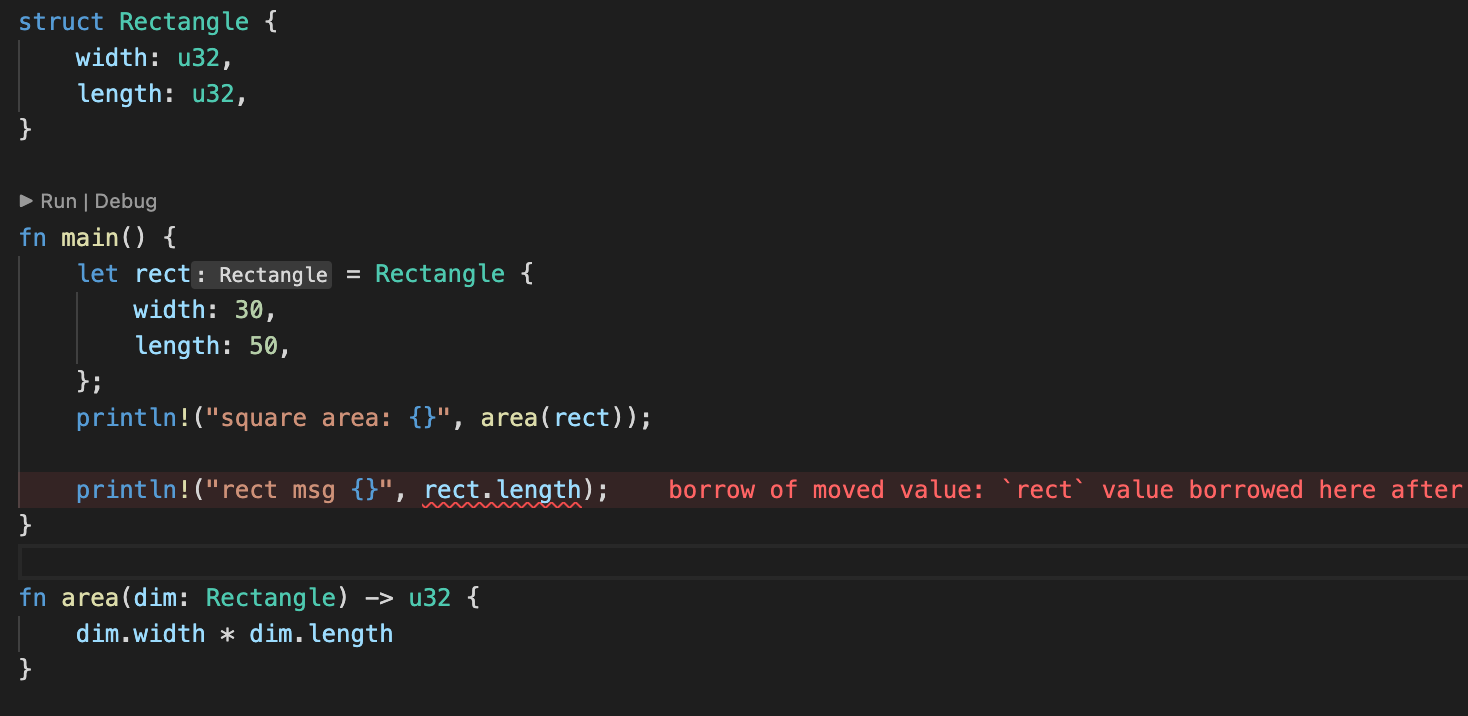 struct Rectangle {
    width: u32,
    length: u32,
}
▶ Run | Debug
fn main() {
    let rect: Rectangle = Rectangle {
        width: 30,
        length: 50,
    };
    println!("square area: {}", area(rect));
    println!("rect msg {}", rect.length);    borrow of moved value: `rect` value borrowed here after
}
fn area(dim: Rectangle) -> u32 {
    dim.width * dim.length
}